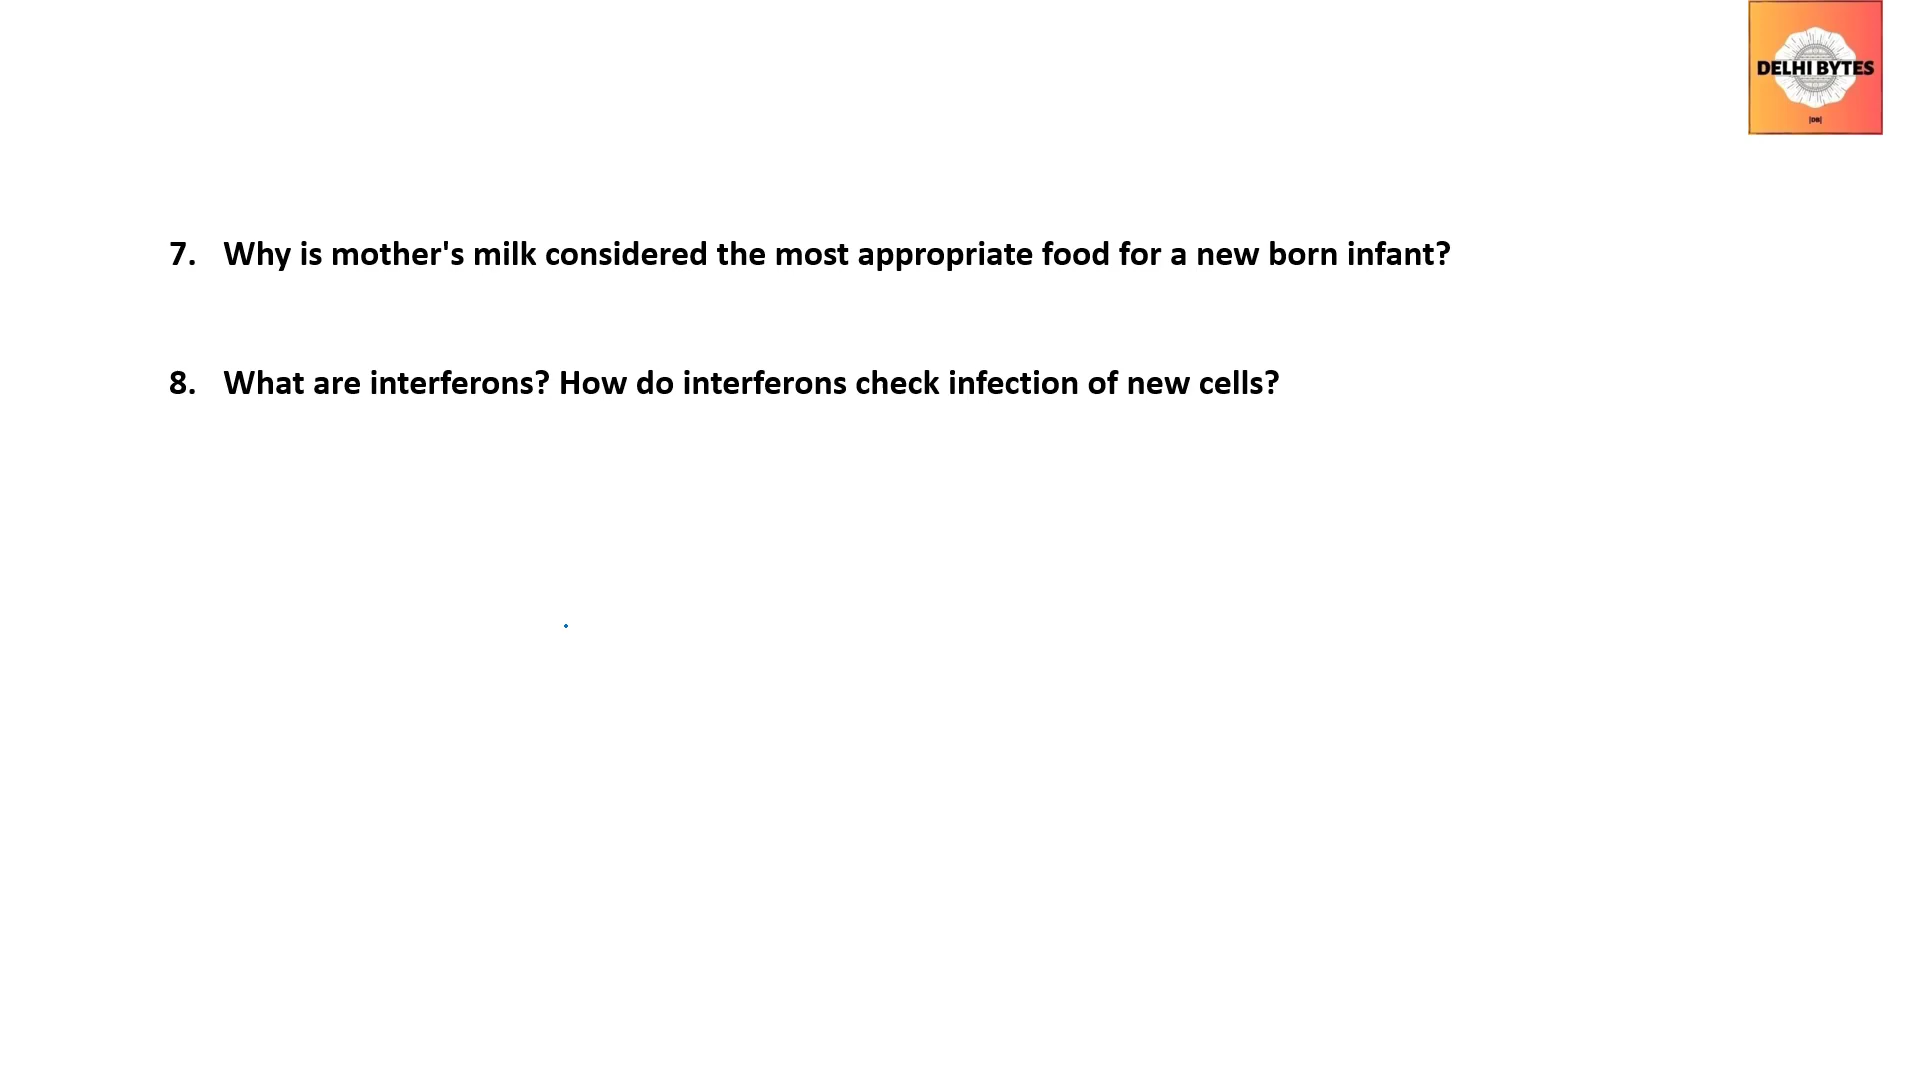 DELHI BYTES
|DB|
7. Why is mother's milk considered the most appropriate food for a new born infant?
8. What are interferons? How do interferons check infection of new cells?